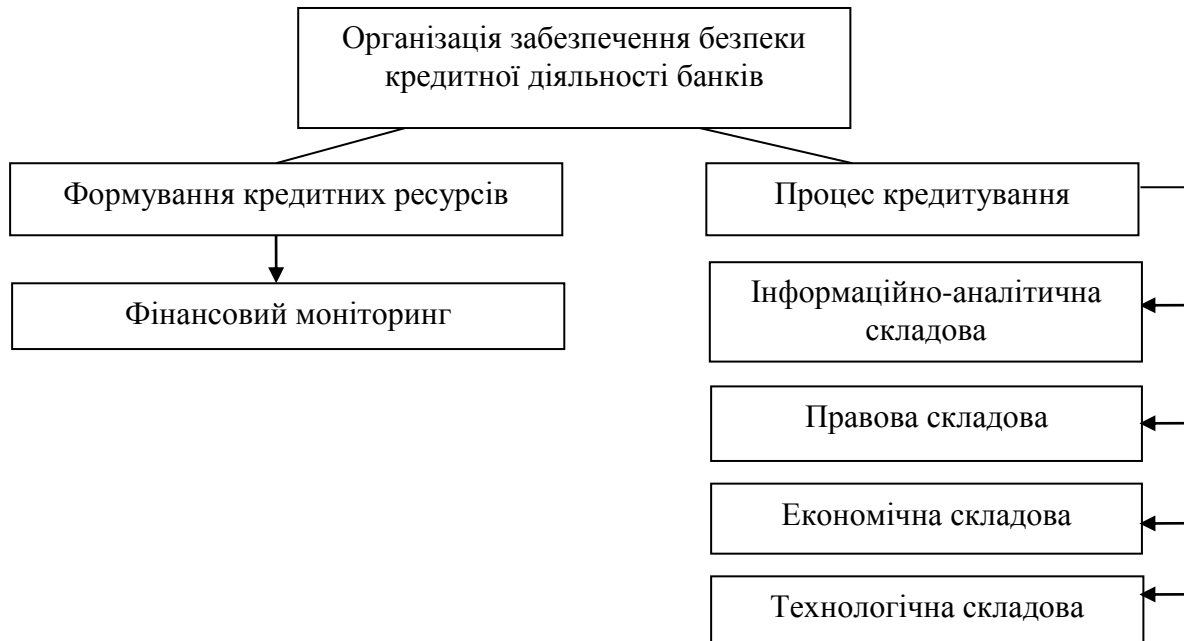 Організація забезпечення безпеки
кредитної діяльності банків
Формування кредитних ресурсів
Процес кредитування
Фінансовий моніторинг
Інформаційно-аналітична
складова
Правова складова
Економічна складова
Технологічна складова